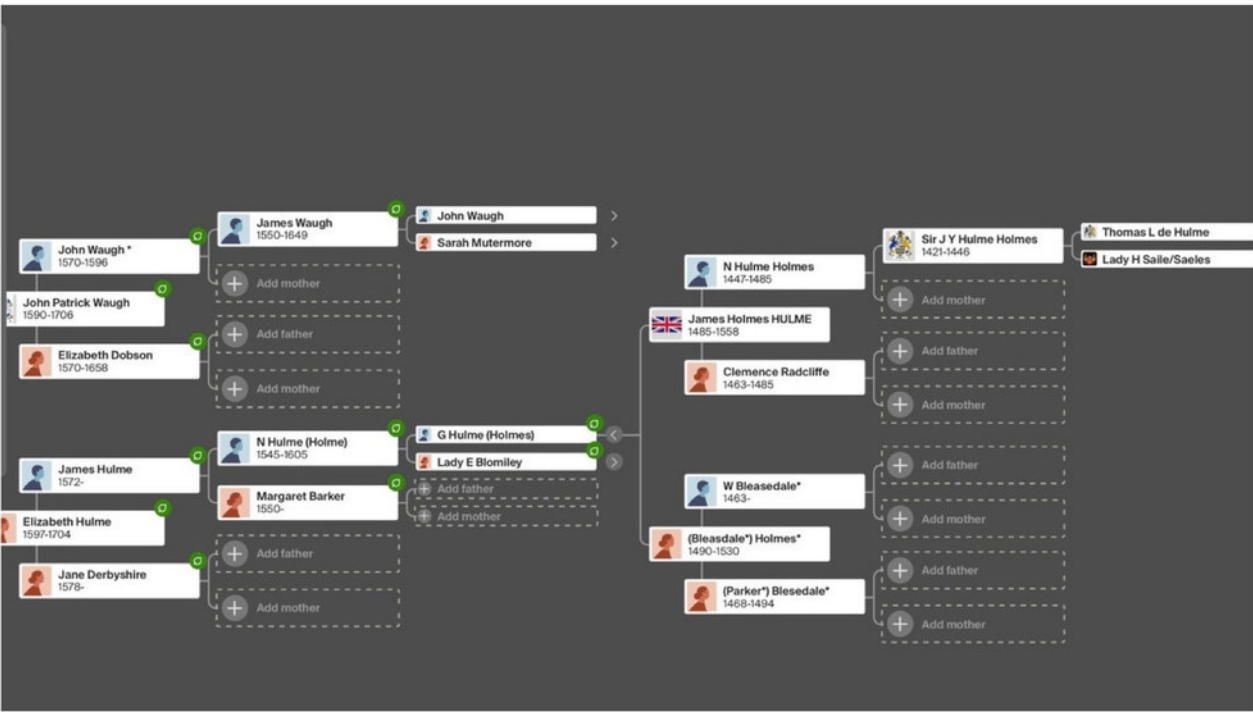 John Waugh *
1570-1596
John Patrick Waugh
1590-1706
Elizabeth Dobson
1570-1658
James Hulme
1572-
Elizabeth Hulme
1597-1704
Jane Derbyshire
1578-
James Waugh
1550-1649
Add mother
Add father
Add mother
N Hulme (Holme)
1545-1605
Margaret Barker
1550-
Add father
Add mother
John Waugh
Sarah Mutermore
G Hulme (Holmes)
Lady E Blomiley
Add father
Add mother
N Hulme Holmes
1447-1485
James Holmes HULME
1485-1558
Clemence Radcliffe
1463-1485
W Bleasedale*
1463-
(Bleasdale*) Holmes*
1490-1530
(Parker*) Blesedale*
1468-1494
Sir J Y Hulme Holmes
1421-1446
Add mother
Add father
Add mother
Add father
Add mother
Add father
Add mother
Thomas L de Hulme
Lady H Saile/Saeles